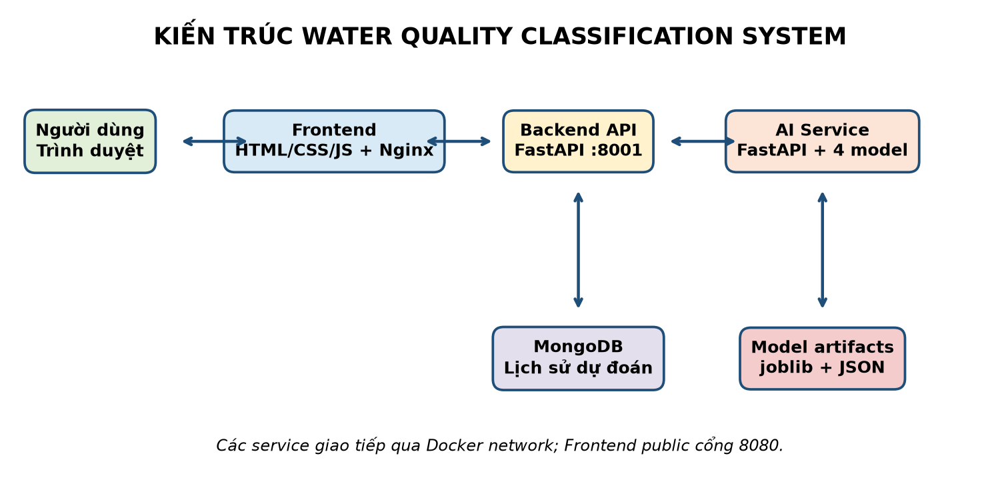 KIẾN TRÚC WATER QUALITY CLASSIFICATION SYSTEM
Người dùng
Trình duyệt
Frontend
HTML/CSS/JS + Nginx
Backend API
FastAPI :8001
AI Service
FastAPI + 4 model
MongoDB
Lịch sử dự đoán
Model artifacts
joblib + JSON
Các service giao tiếp qua Docker network; Frontend public cổng 8080.